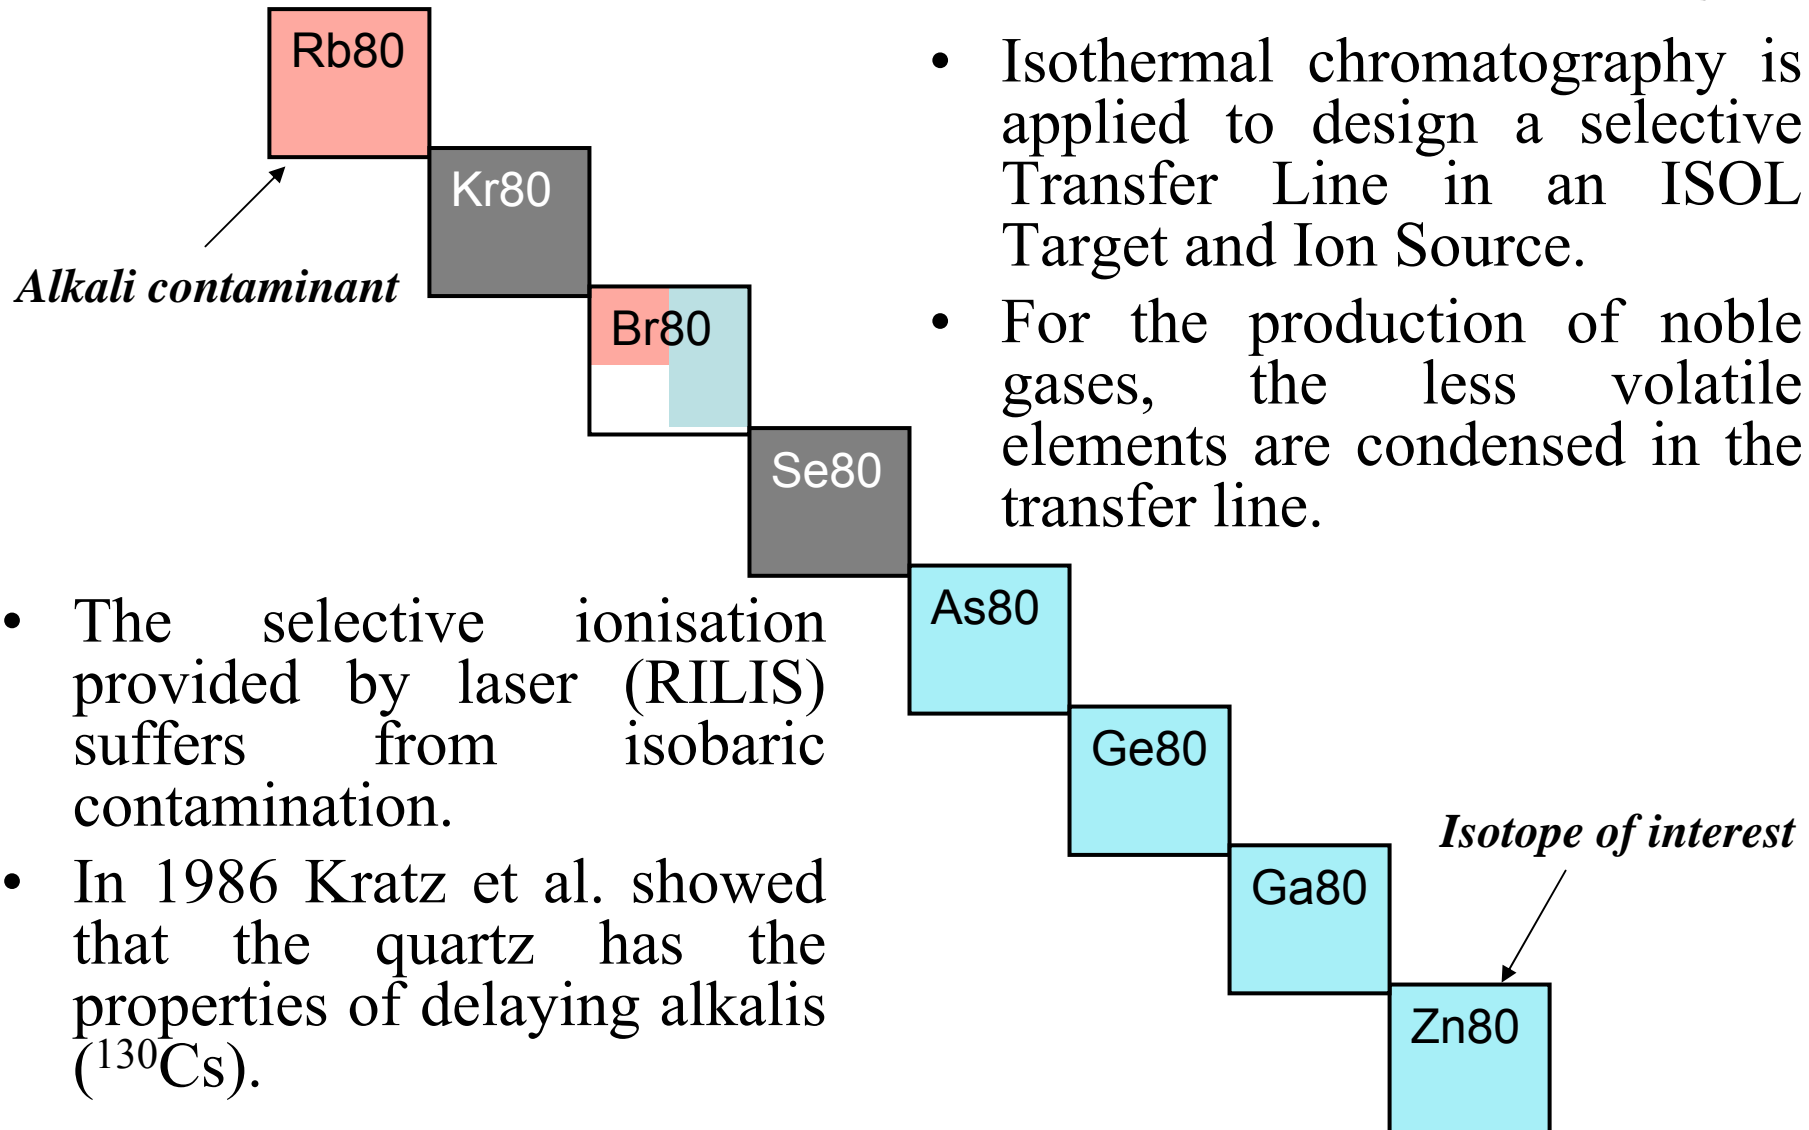 Rb80
Kr80
Alkali contaminant
Br80
Se80
As80
Ge80
Ga80
Zn80
Isotope of interest
• Isothermal chromatography is
applied to design a selective
Transfer Line in an ISOL
Target and Ion Source.
• For the production of noble
gases, the less volatile
elements are condensed in the
transfer line.
• The selective ionisation
provided by laser (RILIS)
suffers from isobaric
contamination.
• In 1986 Kratz et al. showed
that the quartz has the
properties of delaying alkalis
(¹³⁰Cs).